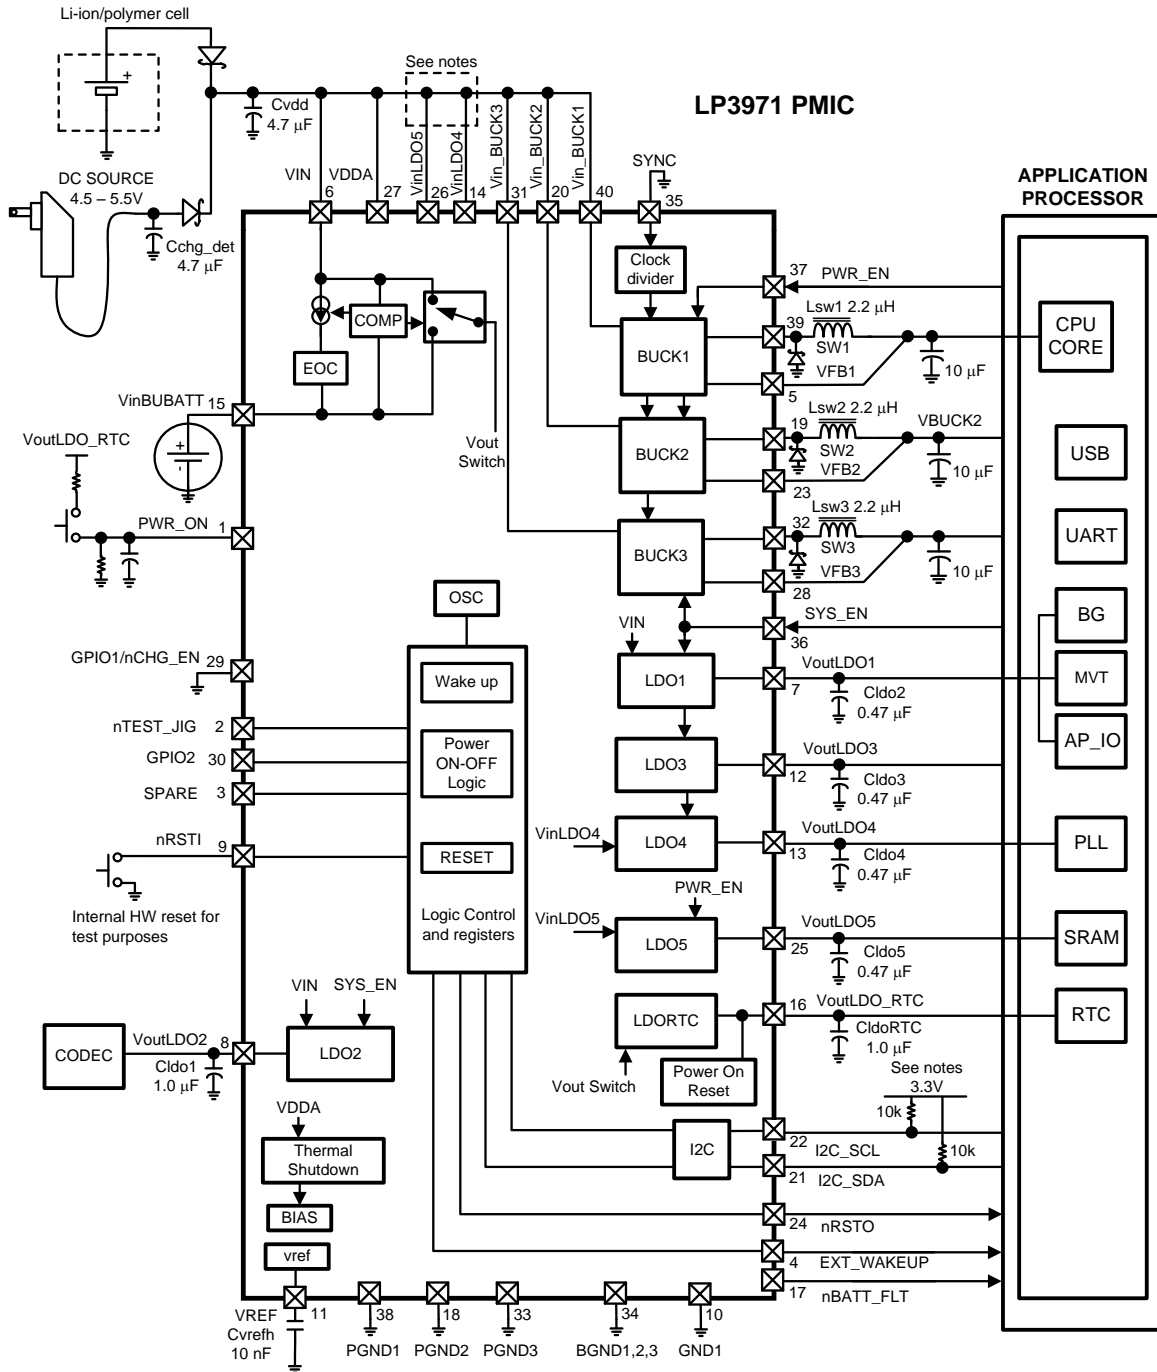 Li-ion/polymer cell
+
See notes
Cvdd
4.7 µF
LP3971 PMIC
VIN
VDDA
VinLDO5
VinLDO4
Vin_BUCK3
Vin_BUCK2
Vin_BUCK1
SYNC
6
27
26
14
31
20
40
35
DC SOURCE
4.5 – 5.5V
Cchg_det
4.7 µF
APPLICATION
PROCESSOR
Clock
divider
37
PWR_EN
COMP
EOC
BUCK1
39
Lsw1 2.2 µH
SW1
VFB1
5
10 µF
CPU
CORE
VinBUBATT
15
+
-
Vout
Switch
BUCK2
19
Lsw2 2.2 µH
SW2
VFB2
23
VBUCK2
10 µF
USB
VoutLDO_RTC
PWR_ON
1
BUCK3
32
Lsw3 2.2 µH
SW3
VFB3
28
10 µF
UART
OSC
SYS_EN
36
BG
GPIO1/nCHG_EN
29
Wake up
VIN
LDO1
VoutLDO1
7
Cldo2
0.47 µF
MVT
nTEST_JIG
2
GPIO2
30
SPARE
3
Power
ON-OFF
Logic
LDO3
VoutLDO3
12
Cldo3
0.47 µF
AP_IO
nRSTI
9
RESET
VinLDO4
LDO4
VoutLDO4
13
Cldo4
0.47 µF
PLL
Internal HW reset for
test purposes
Logic Control
and registers
PWR_EN
VinLDO5
LDO5
VoutLDO5
25
Cldo5
0.47 µF
SRAM
VIN
SYS_EN
LDORTC
16
VoutLDO_RTC
CldoRTC
1.0 µF
RTC
CODEC
VoutLDO2
8
Cldo1
1.0 µF
LDO2
Vout Switch
Power On
Reset
See notes
3.3V
10k
10k
VDDA
Thermal
Shutdown
BIAS
I2C
22
I2C_SCL
21
I2C_SDA
24
nRSTO
4
EXT_WAKEUP
17
nBATT_FLT
vref
VREF
11
Cvrefh
10 nF
38
18
33
34
10
PGND1
PGND2
PGND3
BGND1,2,3
GND1